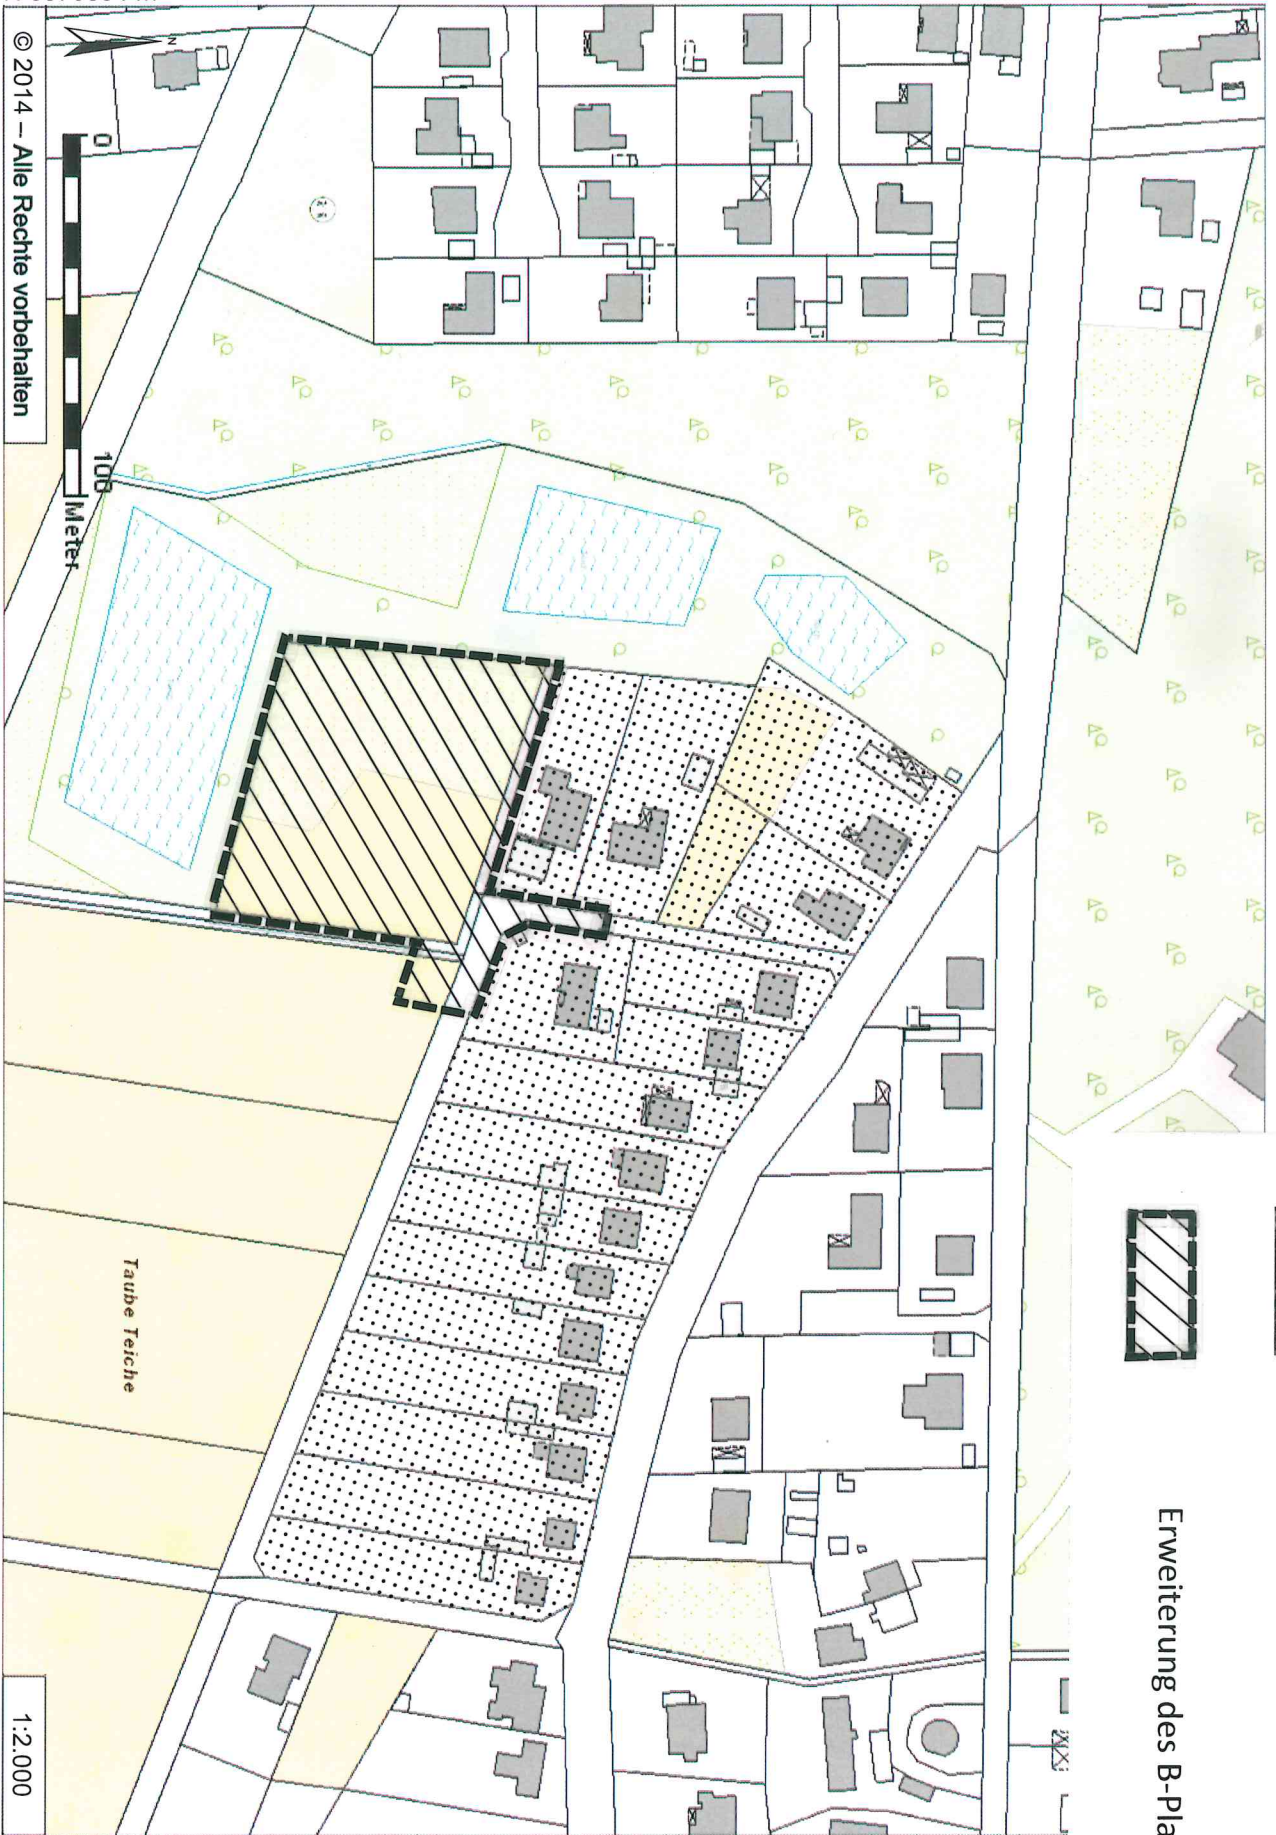 Erweiterung des B-Pla
N
0
100
Meter
Taube Teiche
© 2014 – Alle Rechte vorbehalten
1:2.000